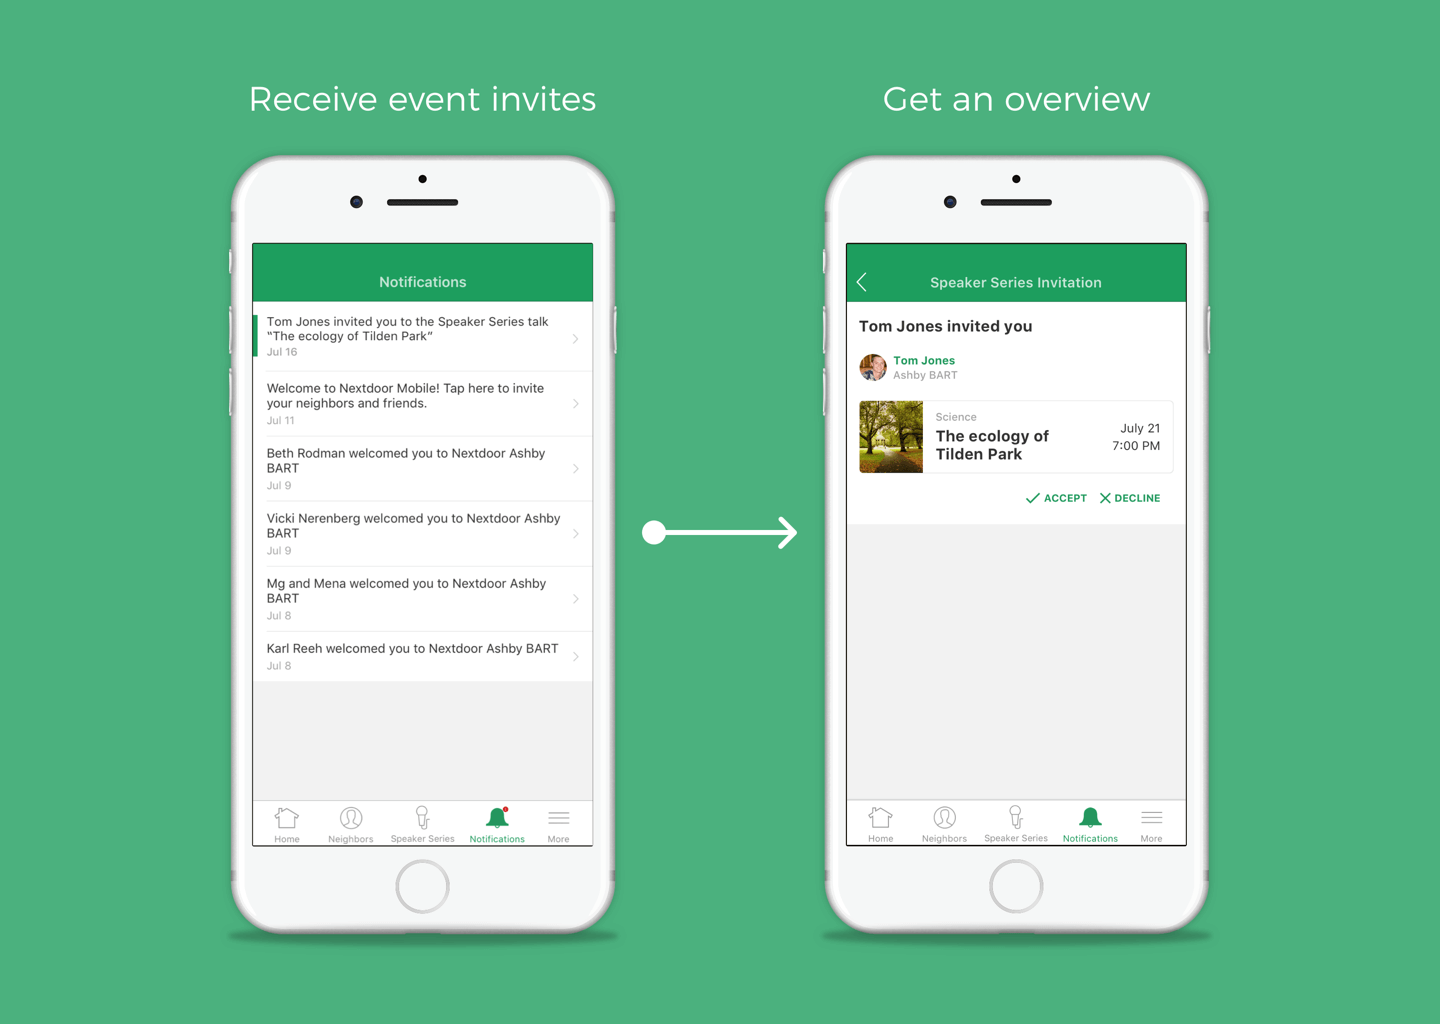 Receive event invites
Notifications
Tom Jones invited you to the Speaker Series talk
“The ecology of Tilden Park”
Jul 16
Welcome to Nextdoor Mobile! Tap here to invite
your neighbors and friends.
Jul 11
Beth Rodman welcomed you to Nextdoor Ashby
BART
Jul 9
Vicki Nerenberg welcomed you to Nextdoor Ashby
BART
Jul 9
Mg and Mena welcomed you to Nextdoor Ashby
BART
Jul 8
Karl Reeh welcomed you to Nextdoor Ashby BART
Jul 8
Home Neighbors Speaker Series Notifications More
Get an overview
Speaker Series Invitation
Tom Jones invited you
Tom Jones
Ashby BART
Science
The ecology of
Tilden Park
July 21
7:00 PM
ACCEPT DECLINE
Home Neighbors Speaker Series Notifications More